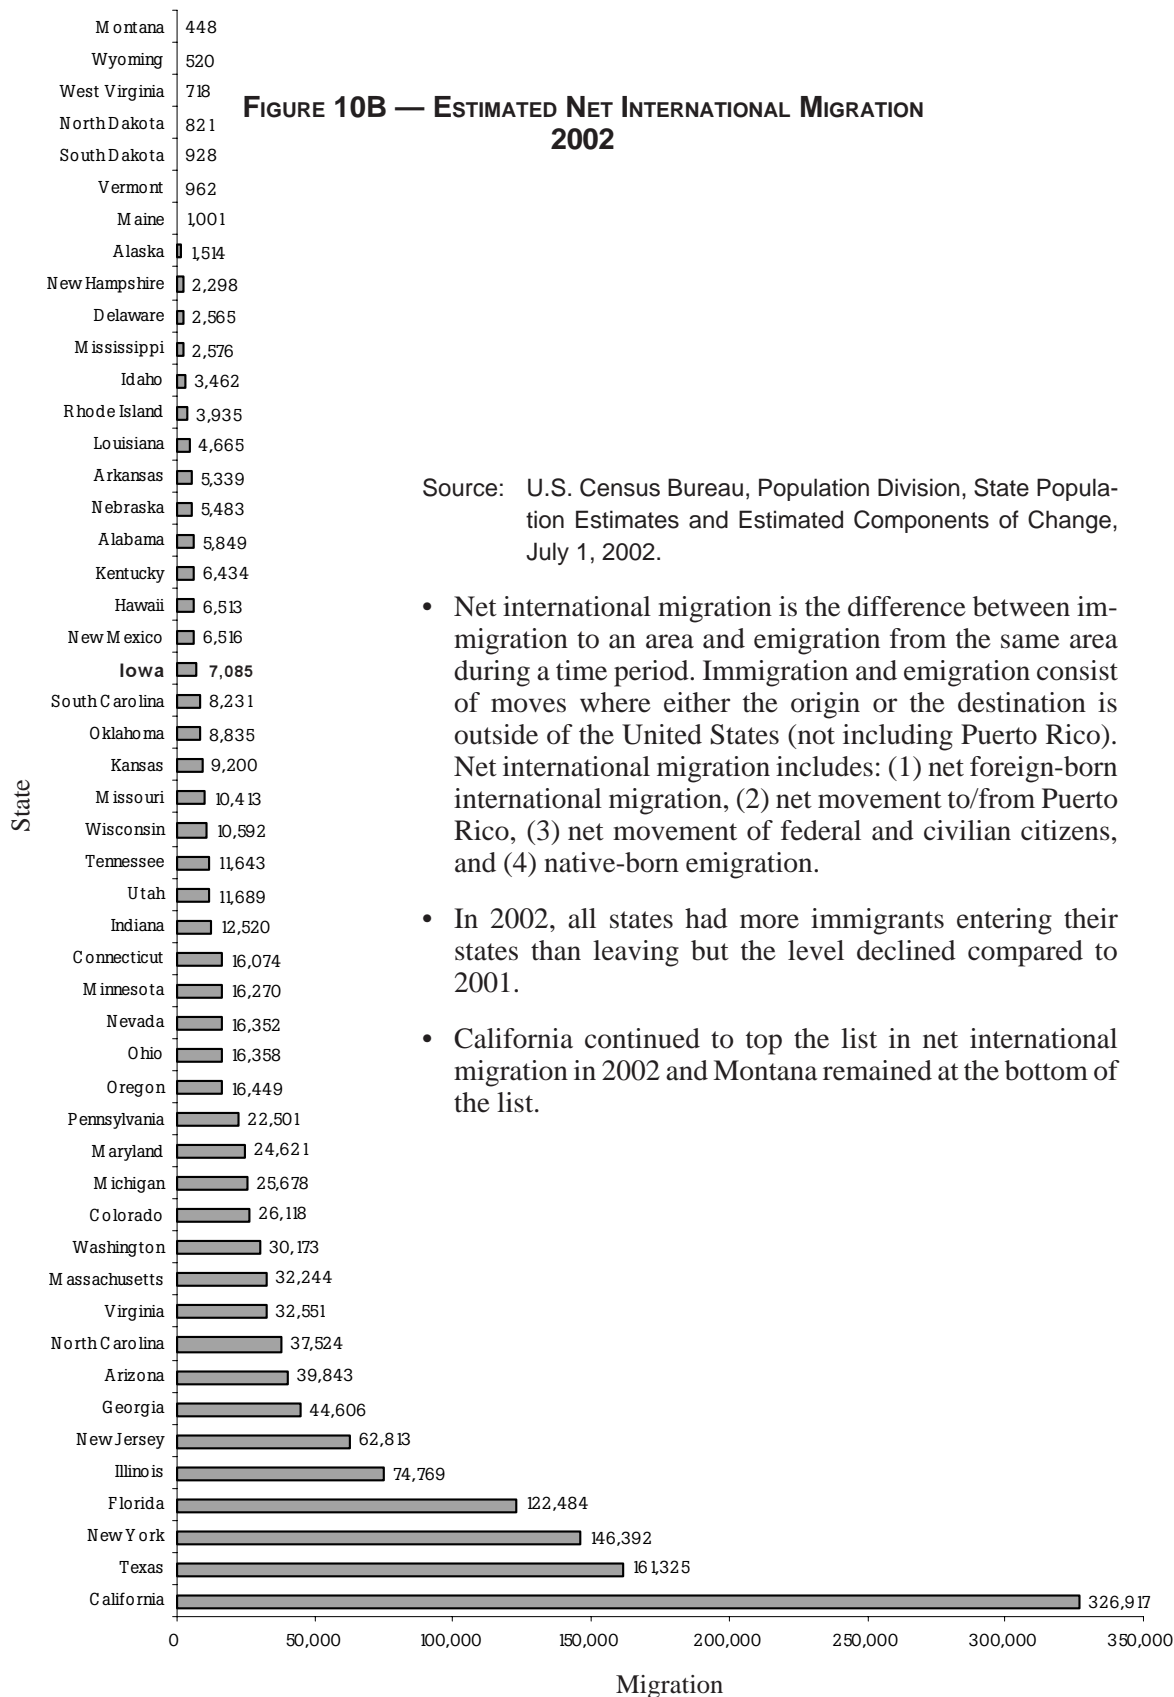 Montana 448
Wyoming 520
West Virginia 718
FIGURE 10B — ESTIMATED NET INTERNATIONAL MIGRATION
2002
North Dakota 821
South Dakota 928
Vermont 962
Maine 1,001
Alaska 1,514
New Hampshire 2,298
Delaware 2,565
Mississippi 2,576
Idaho 3,462
Rhode Island 3,935
Louisiana 4,665
Arkansas 5,339
Nebraska 5,483
Alabama 5,849
Kentucky 6,434
Hawaii 6,513
New Mexico 6,516
Iowa 7,085
South Carolina 8,231
Oklahoma 8,835
Kansas 9,200
Missouri 10,413
Wisconsin 10,592
Tennessee 11,643
Utah 11,689
Indiana 12,520
Connecticut 16,074
Minnesota 16,270
Nevada 16,352
Ohio 16,358
Oregon 16,449
Pennsylvania 22,501
Maryland 24,621
Michigan 25,678
Colorado 26,118
Washington 30,173
Massachusetts 32,244
Virginia 32,551
North Carolina 37,524
Arizona 39,843
Georgia 44,606
New Jersey 62,813
Illinois 74,769
Florida 122,484
New York 146,392
Texas 161,325
California 326,917
State
0 50,000 100,000 150,000 200,000 250,000 300,000 350,000
Migration
Source: U.S. Census Bureau, Population Division, State Popula-
tion Estimates and Estimated Components of Change,
July 1, 2002.
• Net international migration is the difference between im-
migration to an area and emigration from the same area
during a time period. Immigration and emigration consist
of moves where either the origin or the destination is
outside of the United States (not including Puerto Rico).
Net international migration includes: (1) net foreign-born
international migration, (2) net movement to/from Puerto
Rico, (3) net movement of federal and civilian citizens,
and (4) native-born emigration.
• In 2002, all states had more immigrants entering their
states than leaving but the level declined compared to
2001.
• California continued to top the list in net international
migration in 2002 and Montana remained at the bottom of
the list.